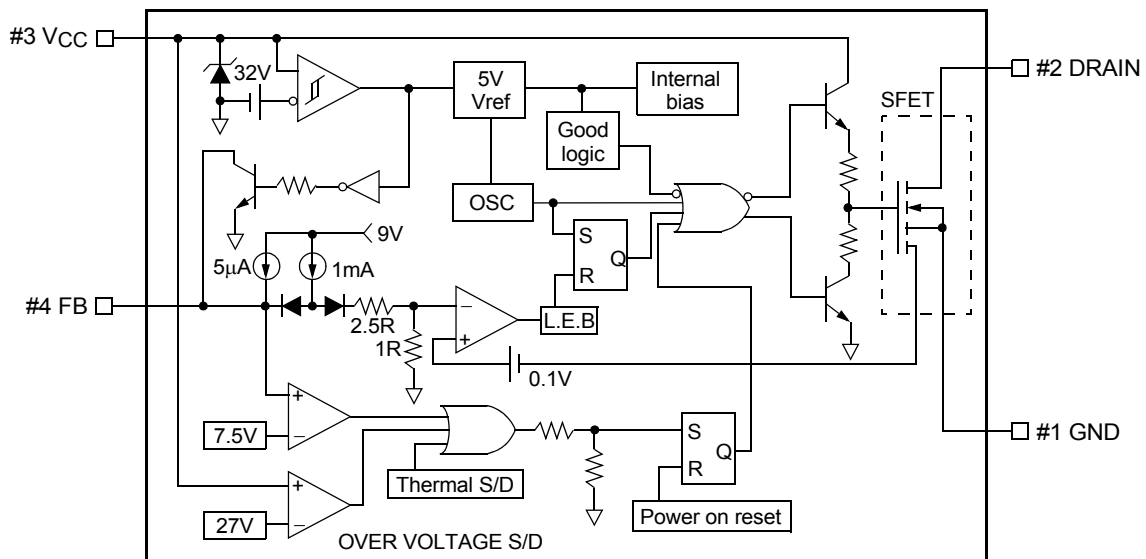 #3 VCC
32V
5V
Vref
Internal
bias
#2 DRAIN
SFET
Good
logic
OSC
9V
5µA
1mA
S
R
Q
#4 FB
2.5R
1R
−
+
L.E.B
0.1V
+
−
7.5V
Thermal S/D
S
R
Q
#1 GND
+
−
27V
Power on reset
OVER VOLTAGE S/D